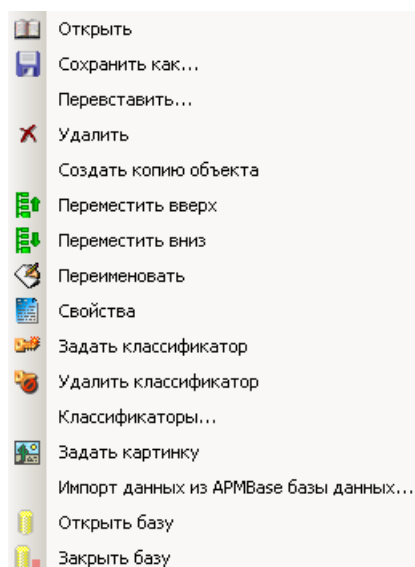 Открыть
Сохранить как...
Перевставить...
Удалить
Создать копию объекта
Переместить вверх
Переместить вниз
Переименовать
Свойства
Задать классификатор
Удалить классификатор
Классификаторы...
Задать картинку
Импорт данных из APMBase базы данных...
Открыть базу
Закрыть базу